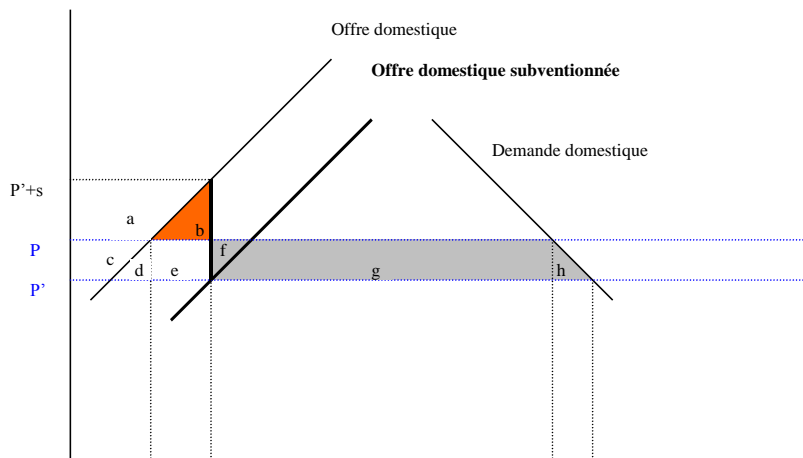 Offre domestique
Offre domestique subventionnée
Demande domestique
P’+s
a
b
P
f
c
d
e
g
h
P’